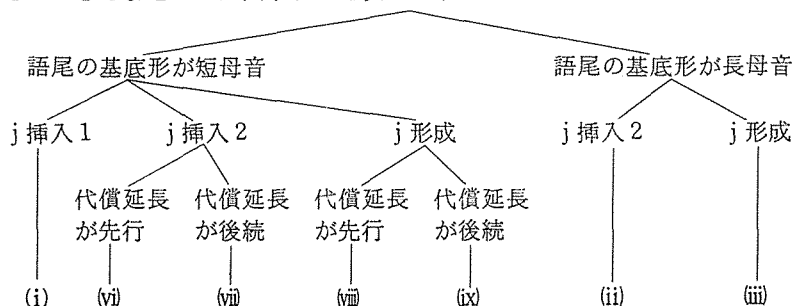 語尾の基底形が短母音 語尾の基底形が長母音
j挿入1 j挿入2 j形成 j挿入2 j形成
代償延長 代償延長 代償延長 代償延長
が先行 が後続 が先行 が後続
(i) (vi) (vii) (viii) (ix) (ii) (iii)